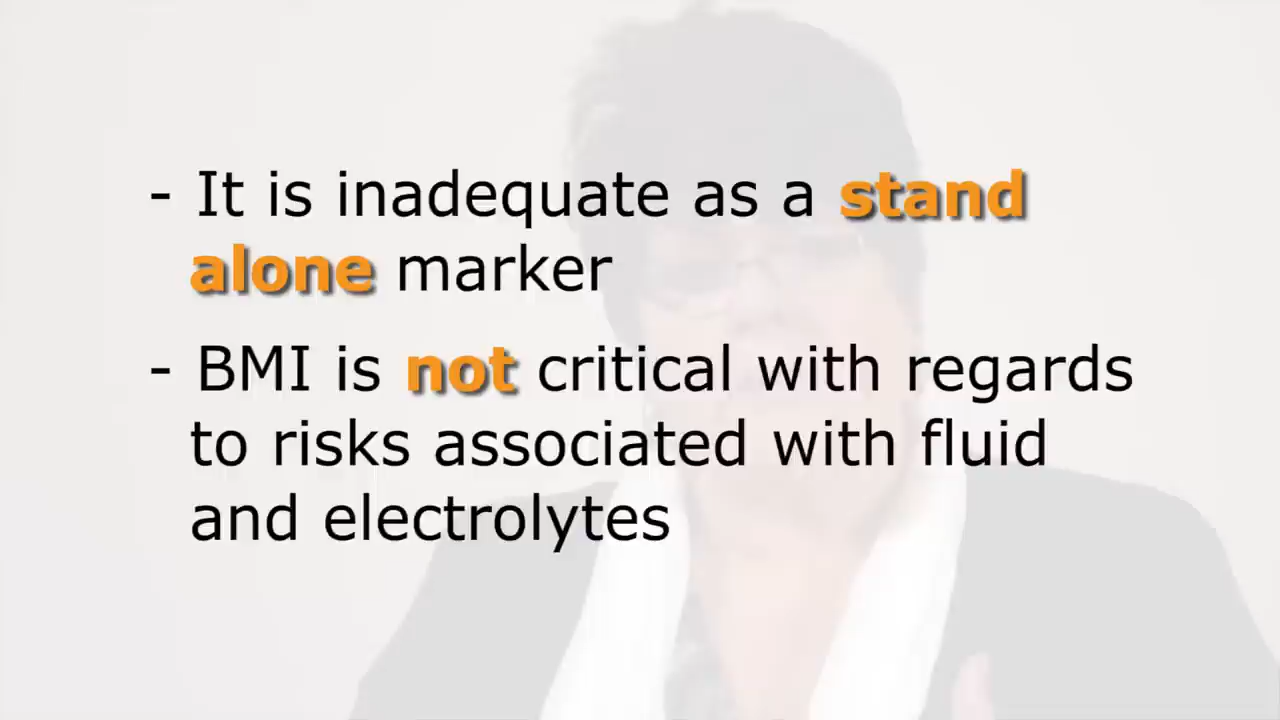 - It is inadequate as a stand
alone marker
- BMI is not critical with regards
to risks associated with fluid
and electrolytes